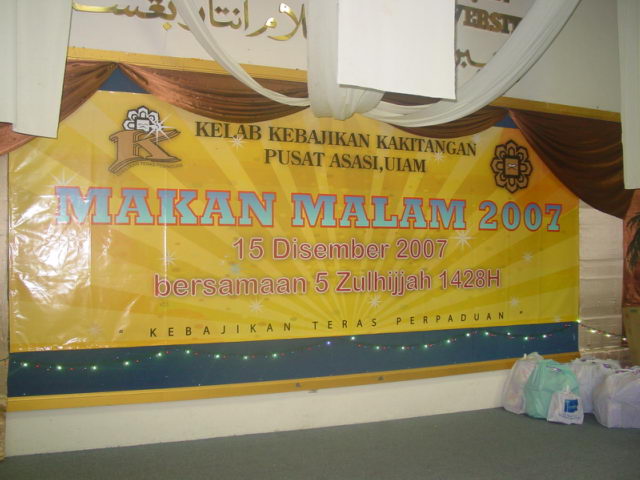 VERSIT
KELAB KEBAJIKAN KAKITANGAN
PUSAT ASASI,UIAM
MAKAN MALAM 2007
15 Disember 2007
bersamaan 5 Zulhijjah 1428H
" KEBAJIKAN TERAS PERPADUAN "